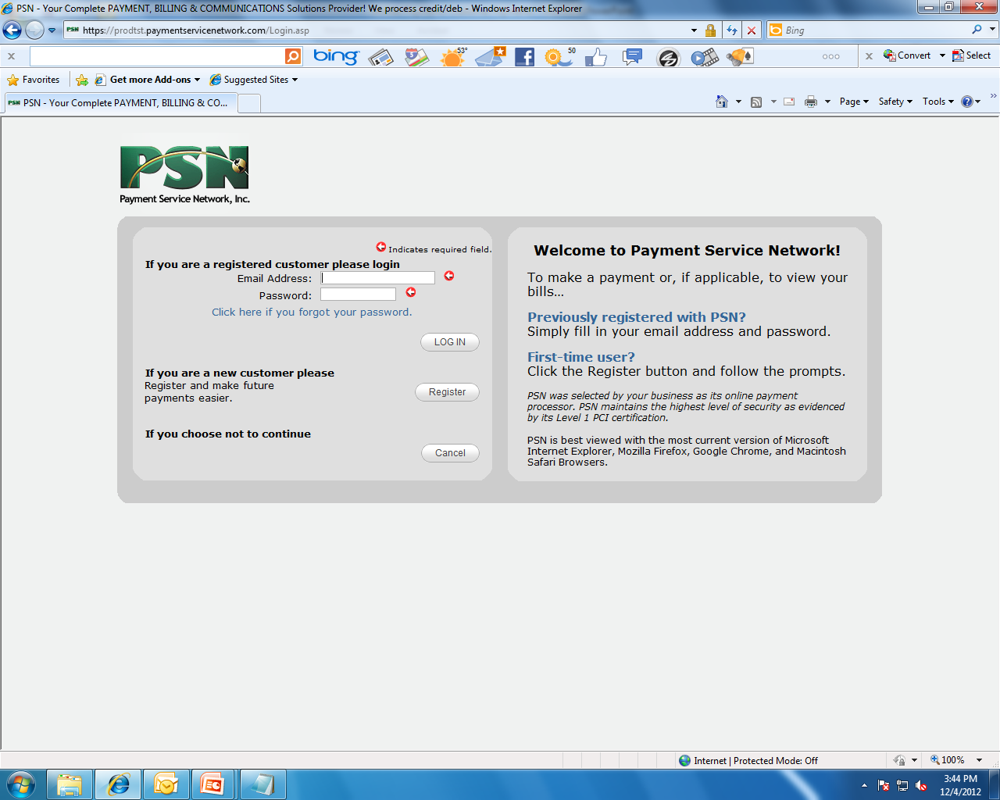 PSN - Your Complete PAYMENT, BILLING & COMMUNICATIONS Solutions Provider! We process credit/deb - Windows Internet Explorer
PSN https://prodtst.paymentservicenetwork.com/Login.asp
Bing
x
bing
53°
50
x Convert Select
Favorites Get more Add-ons Suggested Sites
PSN PSN - Your Complete PAYMENT, BILLING & CO...
Page Safety Tools
PSN
Payment Service Network, Inc.
Indicates required field.
If you are a registered customer please login
Email Address:
Password:
Click here if you forgot your password.
LOG IN
If you are a new customer please
Register and make future
payments easier.
Register
If you choose not to continue
Cancel
Welcome to Payment Service Network!
To make a payment or, if applicable, to view your
bills...
Previously registered with PSN?
Simply fill in your email address and password.
First-time user?
Click the Register button and follow the prompts.
PSN was selected by your business as its online payment
processor. PSN maintains the highest level of security as evidenced
by its Level 1 PCI certification.
PSN is best viewed with the most current version of Microsoft
Internet Explorer, Mozilla Firefox, Google Chrome, and Macintosh
Safari Browsers.
Internet | Protected Mode: Off
100%
3:44 PM
12/4/2012